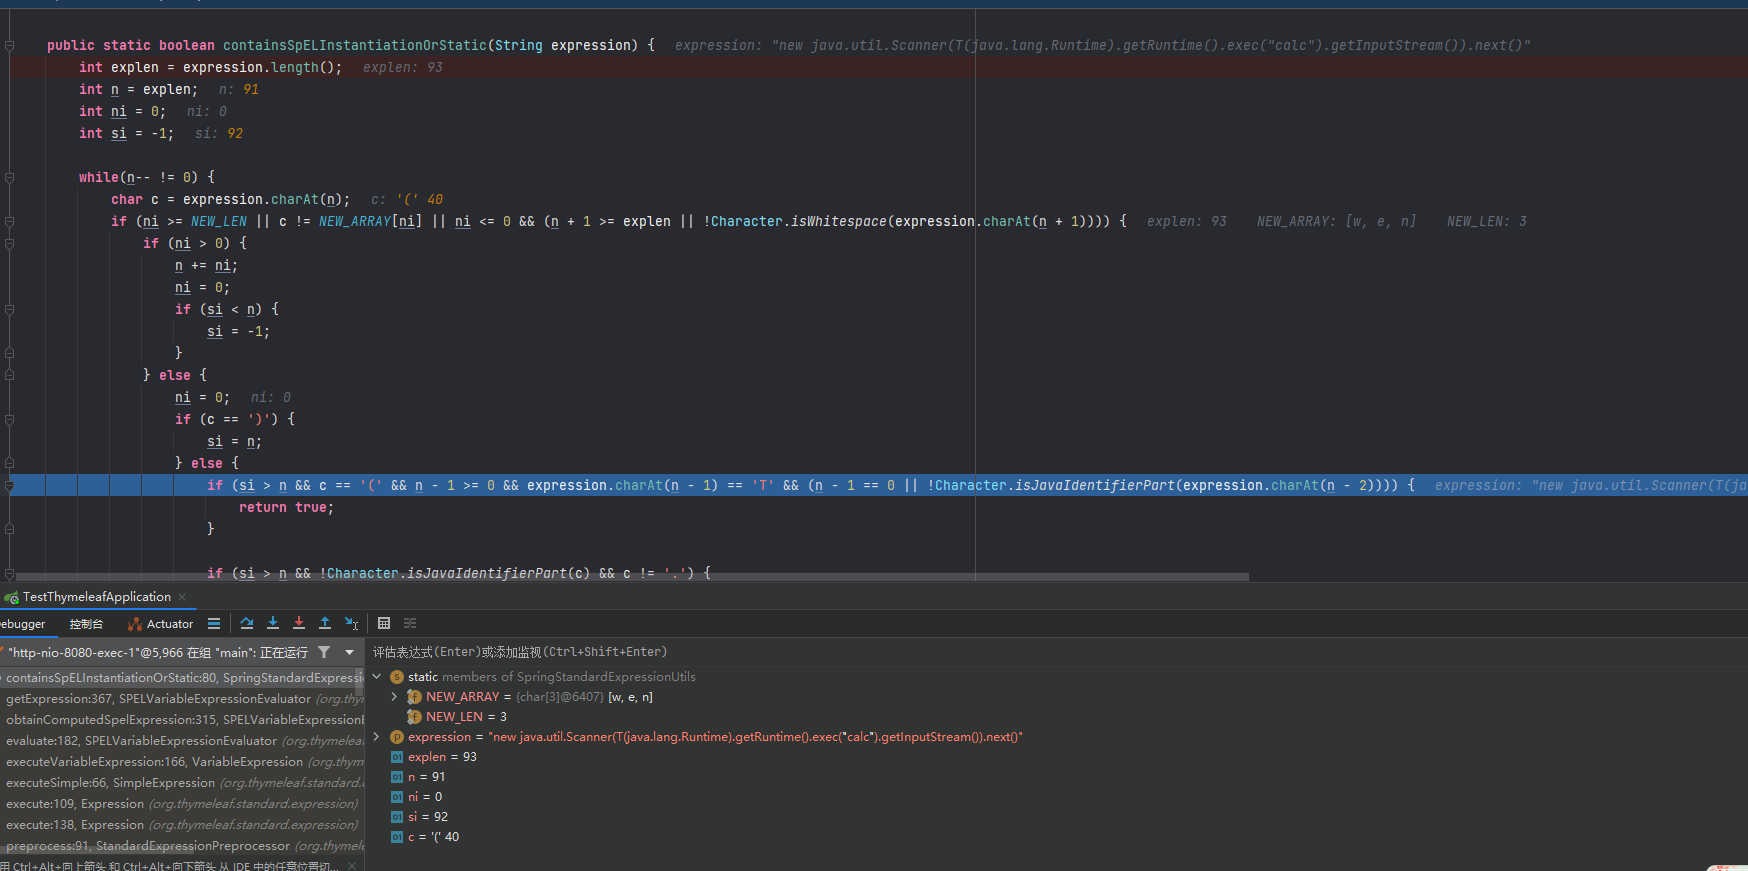 public static boolean containsSpELInstantiationOrStatic(String expression) {   expression: "new java.util.Scanner(T(java.lang.Runtime).getRuntime().exec("calc").getInputStream()).next()"
int explen = expression.length();   explen: 93
int n = explen;   n: 91
int ni = 0;   ni: 0
int si = -1;   si: 92
while(n-- != 0) {
char c = expression.charAt(n);   c: '(' 40
if (ni >= NEW_LEN || c != NEW_ARRAY[ni] || ni <= 0 && (n + 1 >= explen || !Character.isWhitespace(expression.charAt(n + 1)))) {   explen: 93   NEW_ARRAY: [w, e, n]   NEW_LEN: 3
if (ni > 0) {
n += ni;
ni = 0;
if (si < n) {
si = -1;
}
} else {
ni = 0;   ni: 0
if (c == ')') {
si = n;
} else {
if (si > n && c == '(' && n - 1 >= 0 && expression.charAt(n - 1) == 'T' && (n - 1 == 0 || !Character.isJavaIdentifierPart(expression.charAt(n - 2)))) {   expression: "new java.util.Scanner(T(ja
return true;
}
if (si > n && !Character.isJavaIdentifierPart(c) && c != '.') {
TestThymeleafApplication
ebugger   控制台   Actuator
"http-nio-8080-exec-1"@5,966 在组 "main": 正在运行
containsSpELInstantiationOrStatic:80, SpringStandardExpressi
getExpression:367, SPELVariableExpressionEvaluator (org.thym
obtainComputedSpelExpression:315, SPELVariableExpressionE
evaluate:182, SPELVariableExpressionEvaluator (org.thymeleaf
executeVariableExpression:166, VariableExpression (org.thym
executeSimple:66, SimpleExpression (org.thymeleaf.standard.
execute:109, Expression (org.thymeleaf.standard.expression)
execute:138, Expression (org.thymeleaf.standard.expression)
preprocess:91, StandardExpressionPreprocessor (org.thymele
用 Ctrl+Alt+向上箭头 和 Ctrl+Alt+向下箭头 从 IDE 中的任意位置切...
评估表达式(Enter)或添加监视(Ctrl+Shift+Enter)
static members of SpringStandardExpressionUtils
NEW_ARRAY = {char[3]@6407} [w, e, n]
NEW_LEN = 3
expression = "new java.util.Scanner(T(java.lang.Runtime).getRuntime().exec("calc").getInputStream()).next()"
explen = 93
n = 91
ni = 0
si = 92
c = '(' 40